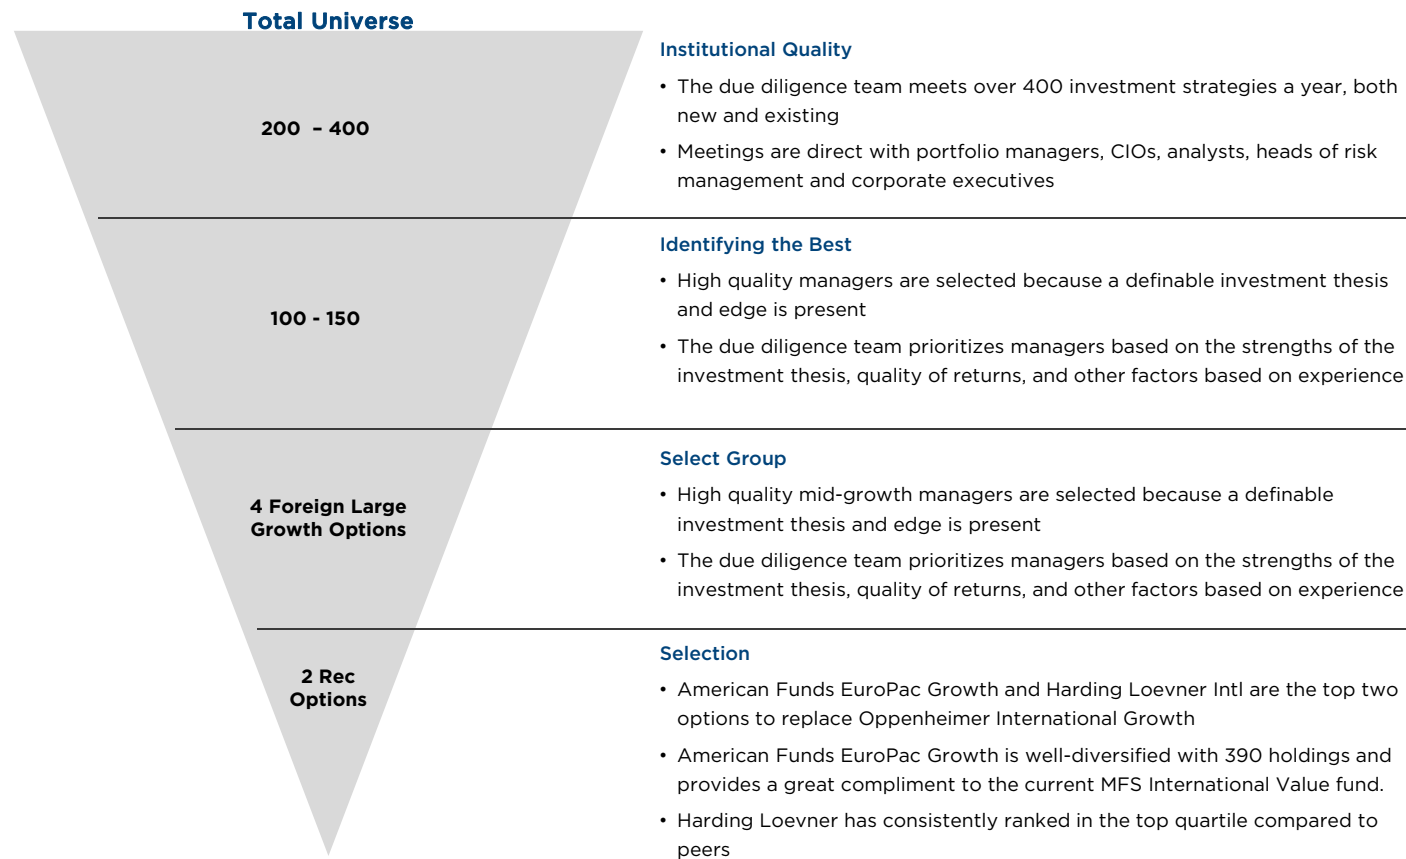 Total Universe
200 – 400
Institutional Quality
• The due diligence team meets over 400 investment strategies a year, both
new and existing
• Meetings are direct with portfolio managers, CIOs, analysts, heads of risk
management and corporate executives
100 - 150
Identifying the Best
• High quality managers are selected because a definable investment thesis
and edge is present
• The due diligence team prioritizes managers based on the strengths of the
investment thesis, quality of returns, and other factors based on experience
4 Foreign Large
Growth Options
Select Group
• High quality mid-growth managers are selected because a definable
investment thesis and edge is present
• The due diligence team prioritizes managers based on the strengths of the
investment thesis, quality of returns, and other factors based on experience
2 Rec
Options
Selection
• American Funds EuroPac Growth and Harding Loevner Intl are the top two
options to replace Oppenheimer International Growth
• American Funds EuroPac Growth is well-diversified with 390 holdings and
provides a great compliment to the current MFS International Value fund.
• Harding Loevner has consistently ranked in the top quartile compared to
peers